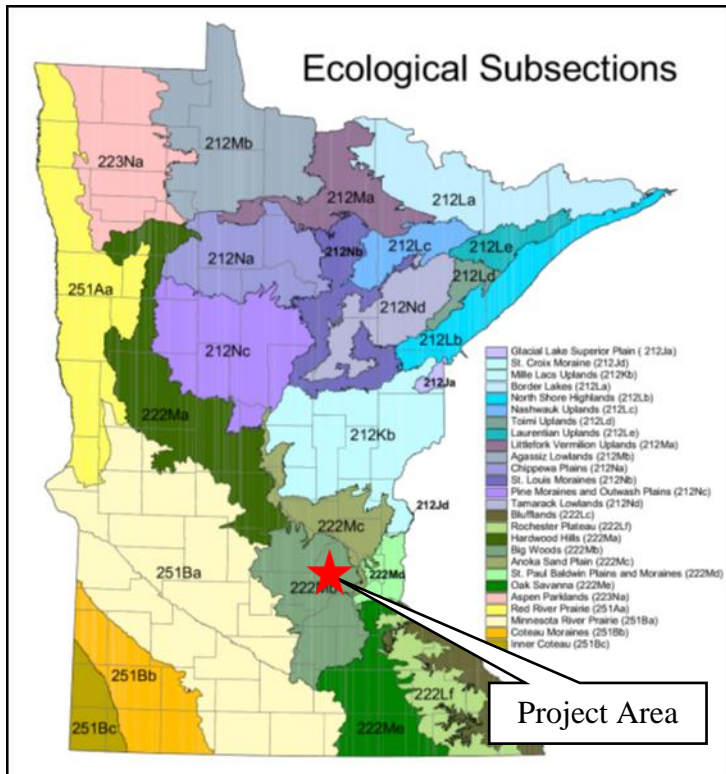 Ecological Subsections
212Mb
223Na
212Ma
212La
212Nb
212Lc
212Le
212Na
212Ld
251Aa
212Nd
212Lb
212Nc
212Ja
222Ma
212Kb
212Jd
222Mc
251Ba
222Mb
222Md
251Bb
222Lf
251Bc
222Me
Glacial Lake Superior Plain ( 212Ja)
St. Croix Moraine (212Jd)
Mille Lacs Uplands (212Kb)
Border Lakes (212La)
North Shore Highlands (212Lb)
Nashwauk Uplands (212Lc)
Toimi Uplands (212Ld)
Laurentian Uplands (212Le)
Littlefork Vermilion Uplands (212Ma)
Agassiz Lowlands (212Mb)
Chippewa Plains (212Na)
St. Louis Moraines (212Nb)
Pine Moraines and Outwash Plains (212Nc)
Tamarack Lowlands (212Nd)
Blufflands (222Lc)
Rochester Plateau (222Lf)
Hardwood Hills (222Ma)
Big Woods (222Mb)
Anoka Sand Plain (222Mc)
St. Paul Baldwin Plains and Moraines (222Md)
Oak Savanna (222Me)
Aspen Parklands (223Na)
Red River Prairie (251Aa)
Minnesota River Prairie (251Ba)
Coteau Moraines (251Bb)
Inner Coteau (251Bc)
Project Area